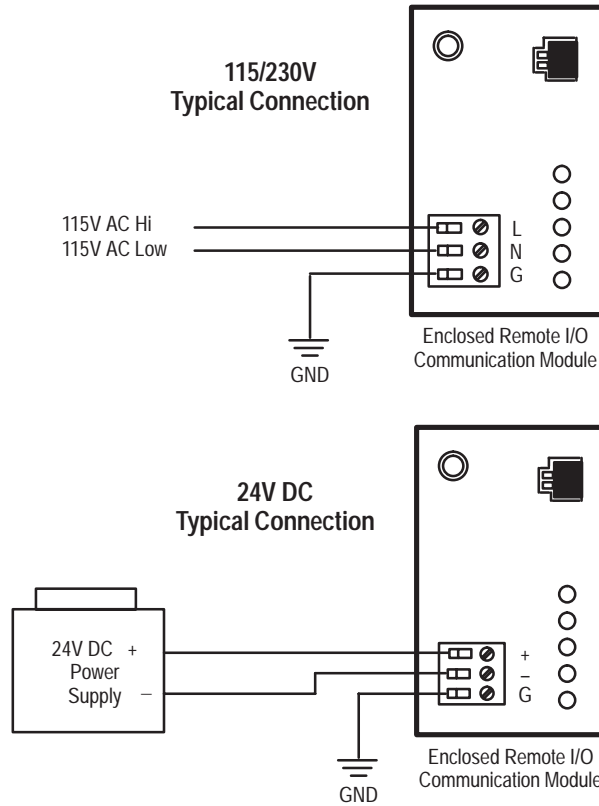 115/230V
Typical Connection
115V AC Hi
115V AC Low
L
N
G
GND
Enclosed Remote I/O
Communication Module
24V DC
Typical Connection
24V DC +
Power
Supply –
+
–
G
GND
Enclosed Remote I/O
Communication Module